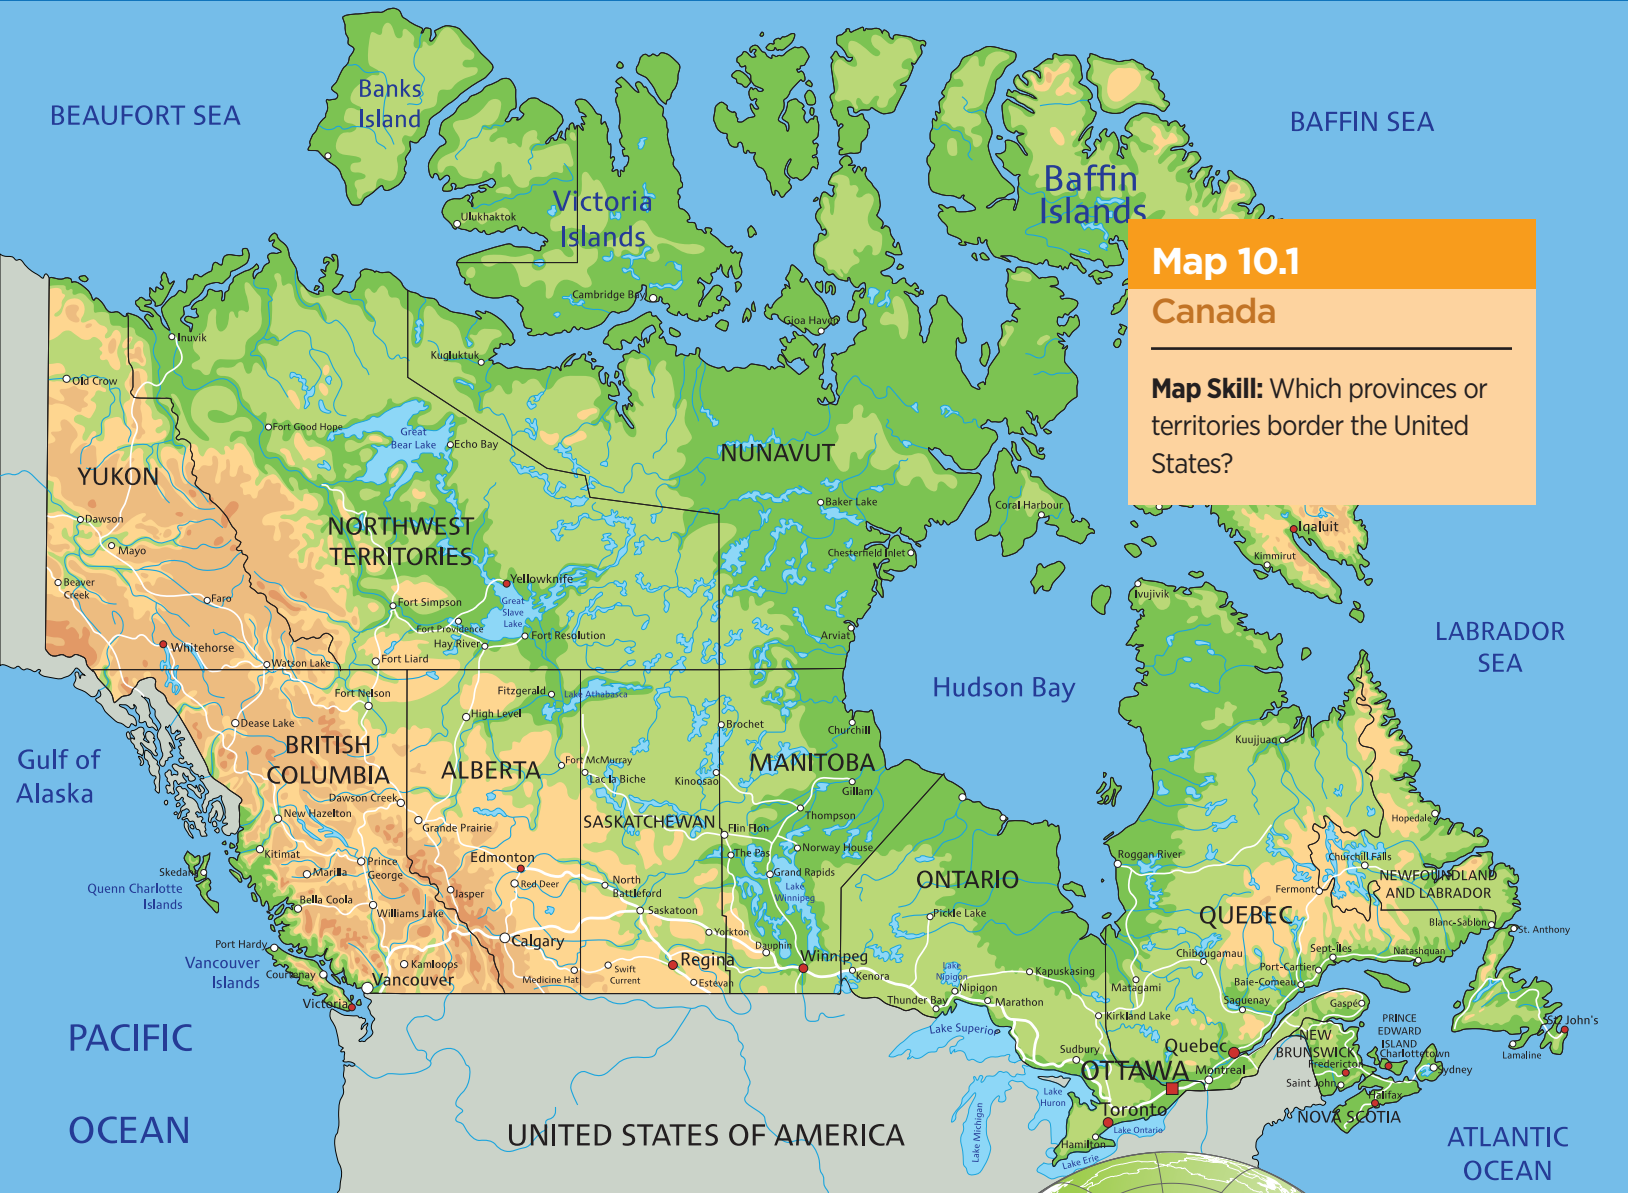 Banks
Island
BEAUFORT SEA
BAFFIN SEA
Baffin
Islands
Victoria
Islands
Ulukhaktok
Map 10.1
Canada
Map Skill: Which provinces or
territories border the United
States?
Cambridge Bay
Gioa Haven
Inuvik
Kugluktuk
Old Crow
Fort Good Hope
Great
Bear Lake
Echo Bay
NUNAVUT
YUKON
Baker Lake
Coral Harbour
Dawson
NORTHWEST
TERRITORIES
Iqaluit
Mayo
Chesterfield Inlet
Kimmirut
Beaver
Creek
Yellowknife
Ivujivik
Faro
Fort Simpson
Great
Slave
Lake
Fort Providence
Fort Resolution
Arviat
LABRADOR
SEA
Whitehorse
Hay River
Watson Lake
Fort Liard
Fort Nelson
Fitzgerald
Lake Athabasca
Hudson Bay
High Level
Dease Lake
Brochet
Churchill
Kuujjuaq
Gulf of
Alaska
BRITISH
COLUMBIA
ALBERTA
Fort McMurray
MANITOBA
Lac la Biche
Kinoosao
Gillam
Dawson Creek
New Hazelton
Grande Prairie
SASKATCHEWAN
Thompson
Hopedale
Flin Flon
Kitimat
Prince
George
Edmonton
The Pas
Norway House
Roggan River
Churchill Falls
Skedans
Marilla
Red Deer
Grand Rapids
NEWFOUNDLAND
AND LABRADOR
Quenn Charlotte
Islands
Jasper
North
Battleford
Lake
Winnipeg
ONTARIO
Fermont
Bella Coola
Williams Lake
Saskatoon
Pickle Lake
QUEBEC
Blanc-Sablon
St. Anthony
Port Hardy
Calgary
Yorkton
Dauphin
Sept-Iles
Natashquan
Vancouver
Islands
Courtenay
Kamloops
Regina
Winnipeg
Chibougamau
Port-Cartier
Vancouver
Medicine Hat
Swift
Current
Estevan
Kenora
Lake
Nipigon
Nipigon
Kapuskasing
Matagami
Baie-Comeau
Victoria
Thunder Bay
Marathon
Saguenay
Gaspé
Kirkland Lake
PACIFIC
OCEAN
Lake Superior
Sudbury
Quebec
NEW
BRUNSWICK
PRINCE
EDWARD
ISLAND
St. John's
Charlottetown
Lamaline
OTTAWA
Montreal
Fredericton
Sydney
Saint John
Lake
Huron
Toronto
Halifax
NOVA SCOTIA
Lake Michigan
Lake Ontario
UNITED STATES OF AMERICA
Hamilton
Lake Erie
ATLANTIC
OCEAN